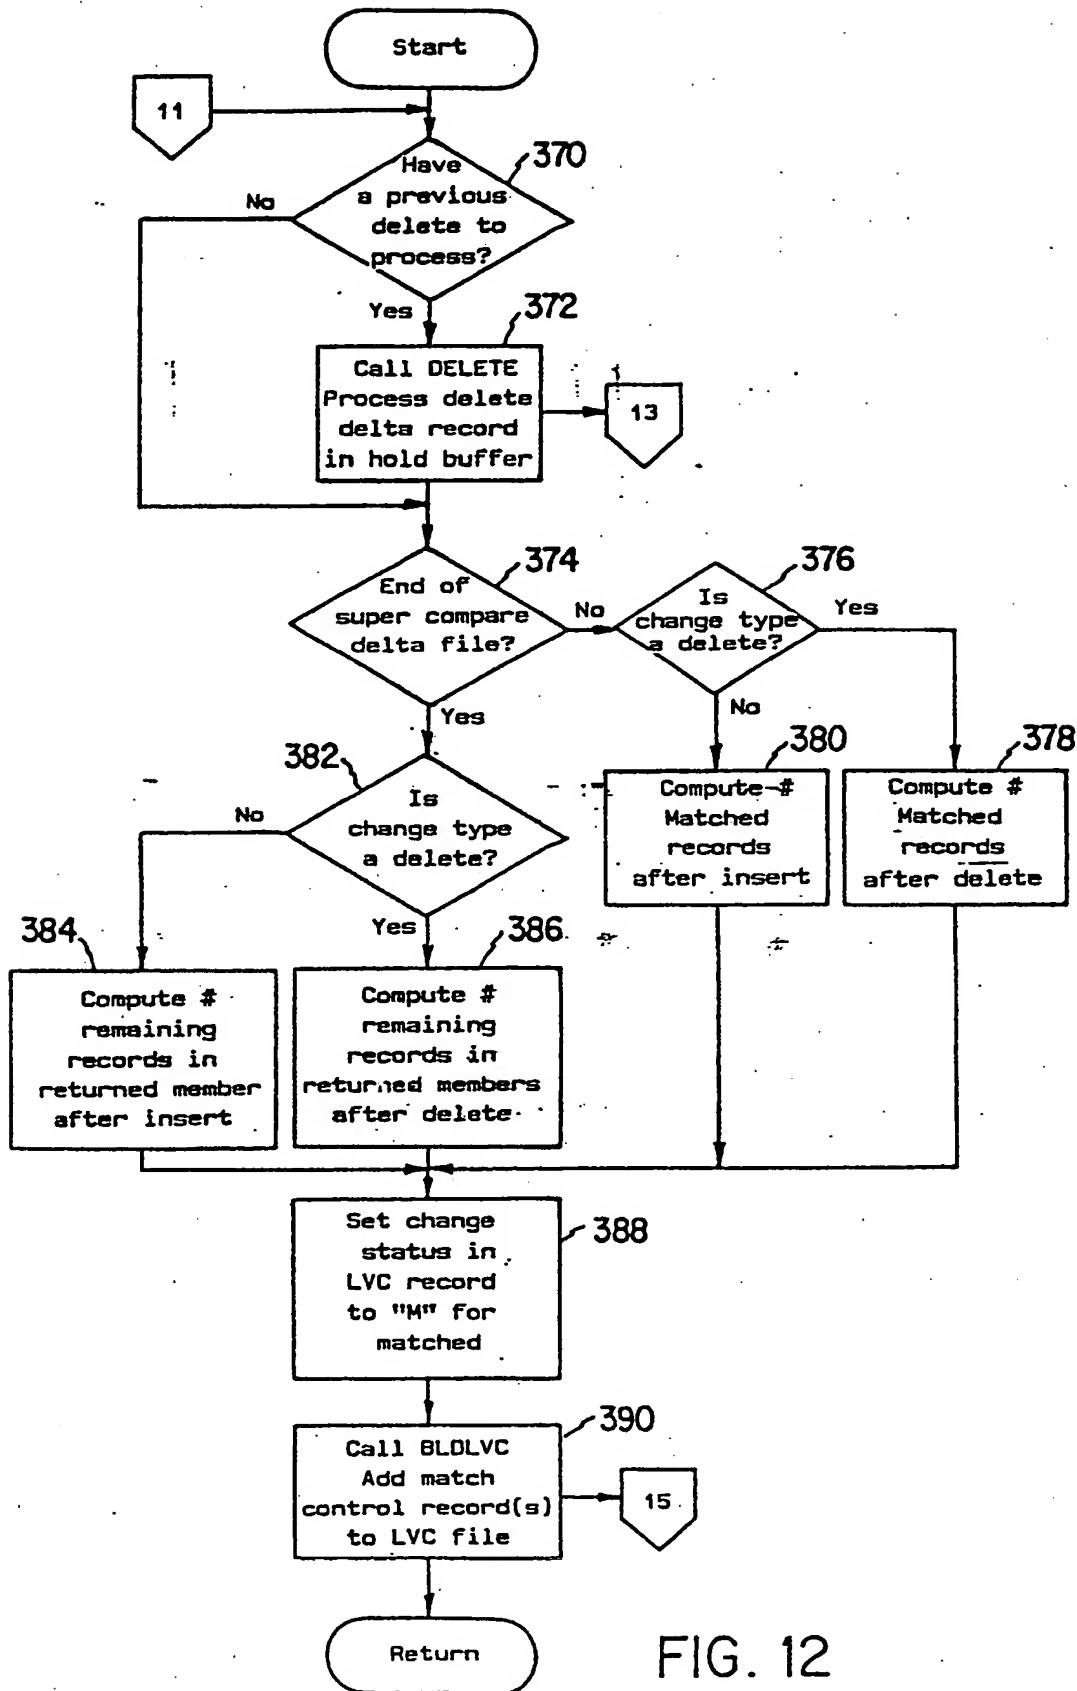 Start
11
370
Have
a previous
delete to
process?
No
Yes
372
Call DELETE
Process delete
delta record
in hold buffer
13
374
End of
super compare
delta file?
No
376
Is
change type
a delete?
Yes
No
Yes
382
Is
change type
a delete?
No
Yes
380
Compute #
Matched
records
after insert
378
Compute #
Matched
records
after delete
384
Compute #
remaining
records in
returned member
after insert
386
Compute #
remaining
records in
returned members
after delete
388
Set change
status in
LVC record
to "M" for
matched
390
Call BLDLVC
Add match
control record(s)
to LVC file
15
Return
FIG. 12